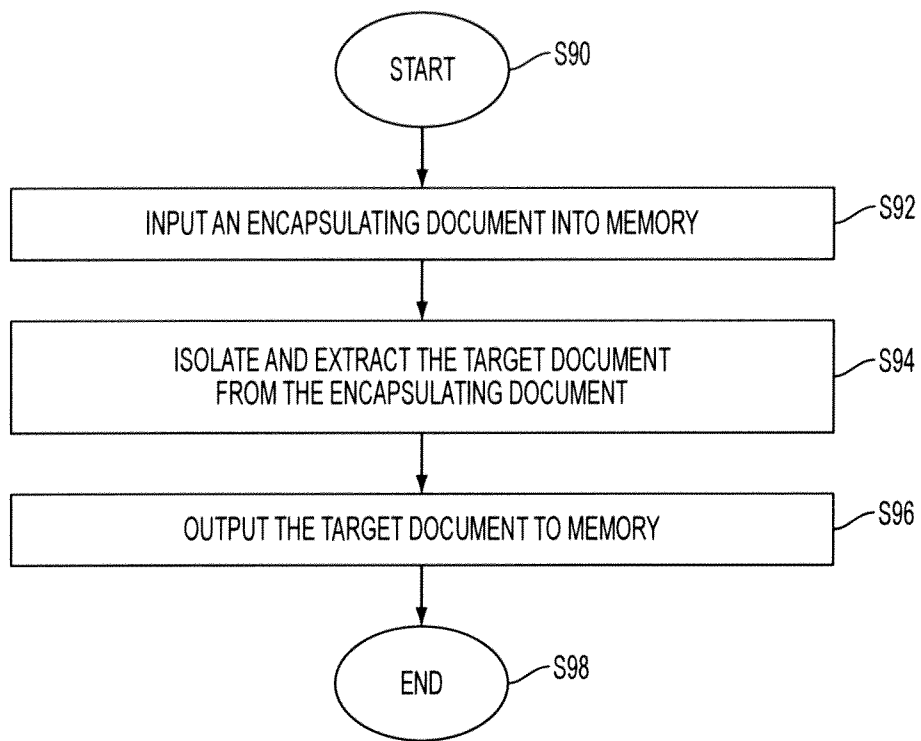 START
S90
INPUT AN ENCAPSULATING DOCUMENT INTO MEMORY
S92
ISOLATE AND EXTRACT THE TARGET DOCUMENT
FROM THE ENCAPSULATING DOCUMENT
S94
OUTPUT THE TARGET DOCUMENT TO MEMORY
S96
END
S98